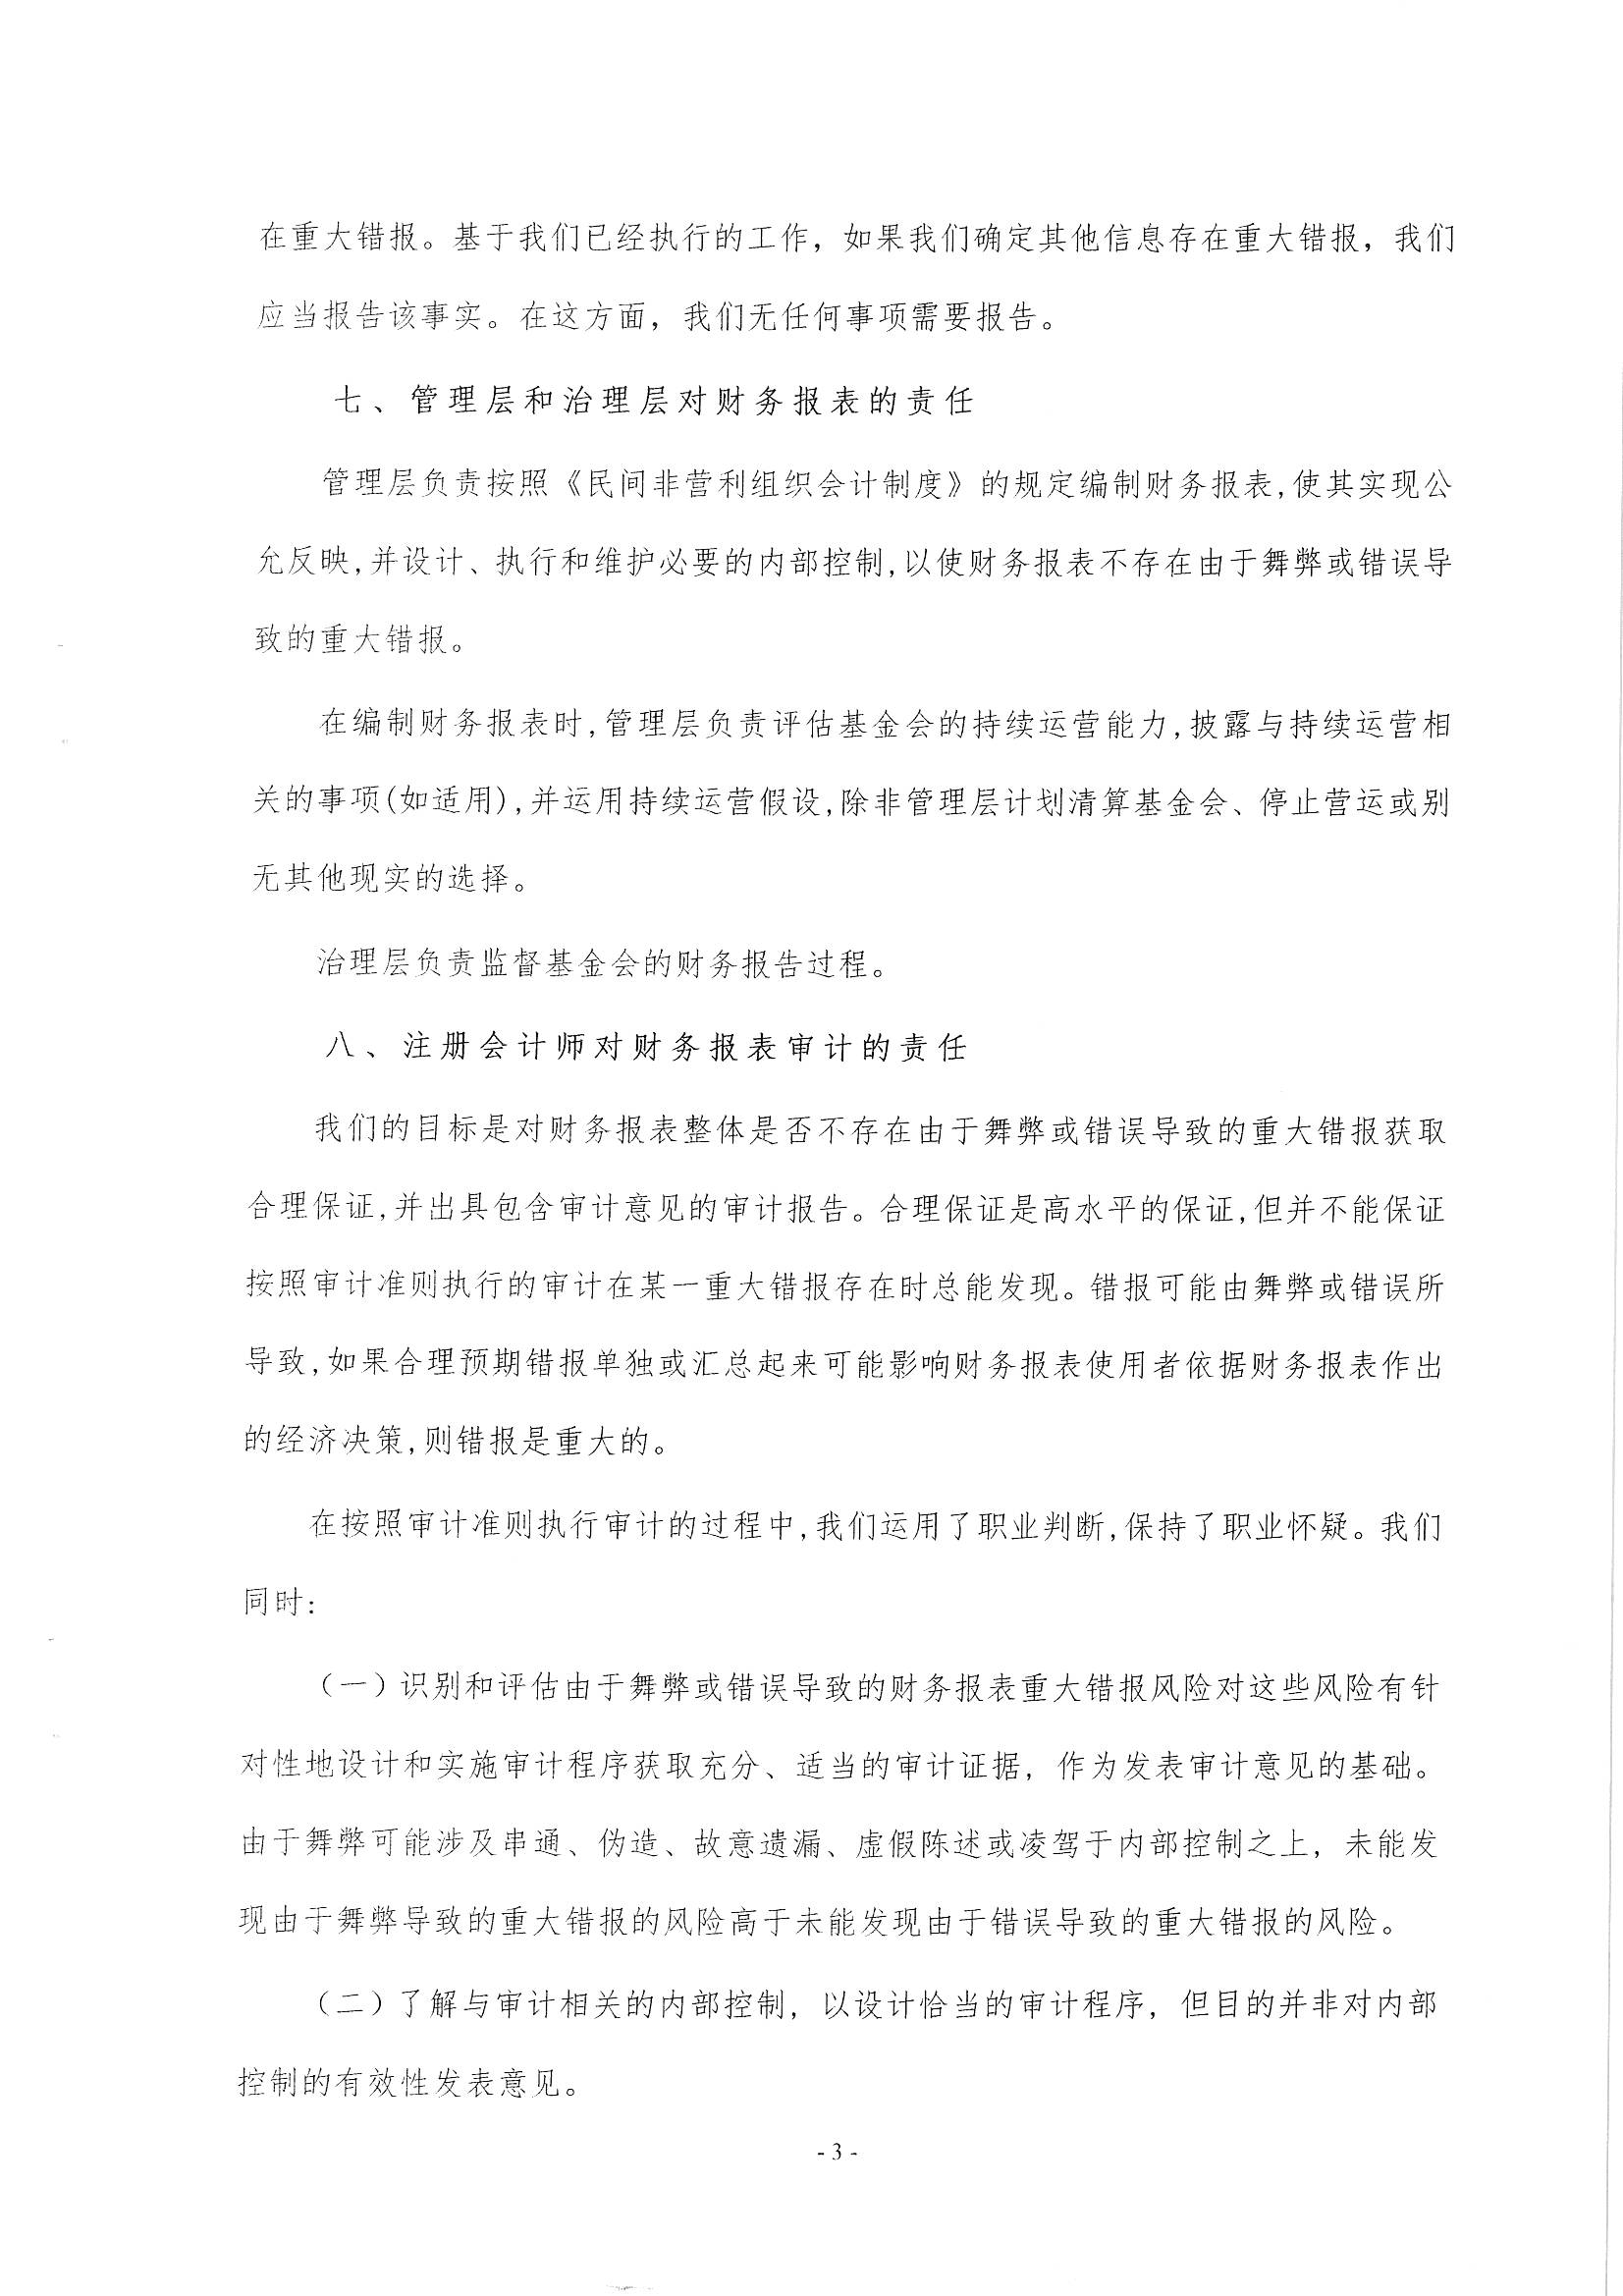 在重大错报。基于我们已经执行的工作，如果我们确定其他信息存在重大错报，我们
应当报告该事实。在这方面，我们无任何事项需要报告。
七、管理层和治理层对财务报表的责任
管理层负责按照《民间非营利组织会计制度》的规定编制财务报表,使其实现公
允反映,并设计、执行和维护必要的内部控制,以使财务报表不存在由于舞弊或错误导
致的重大错报。
在编制财务报表时,管理层负责评估基金会的持续运营能力,披露与持续运营相
关的事项(如适用),并运用持续运营假设,除非管理层计划清算基金会、停止营运或别
无其他现实的选择。
治理层负责监督基金会的财务报告过程。
八、注册会计师对财务报表审计的责任
我们的目标是对财务报表整体是否不存在由于舞弊或错误导致的重大错报获取
合理保证,并出具包含审计意见的审计报告。合理保证是高水平的保证,但并不能保证
按照审计准则执行的审计在某一重大错报存在时总能发现。错报可能由舞弊或错误所
导致,如果合理预期错报单独或汇总起来可能影响财务报表使用者依据财务报表作出
的经济决策,则错报是重大的。
在按照审计准则执行审计的过程中,我们运用了职业判断,保持了职业怀疑。我们
同时:
（一）识别和评估由于舞弊或错误导致的财务报表重大错报风险对这些风险有针
对性地设计和实施审计程序获取充分、适当的审计证据，作为发表审计意见的基础。
由于舞弊可能涉及串通、伪造、故意遗漏、虚假陈述或凌驾于内部控制之上，未能发
现由于舞弊导致的重大错报的风险高于未能发现由于错误导致的重大错报的风险。
（二）了解与审计相关的内部控制，以设计恰当的审计程序，但目的并非对内部
控制的有效性发表意见。
- 3 -